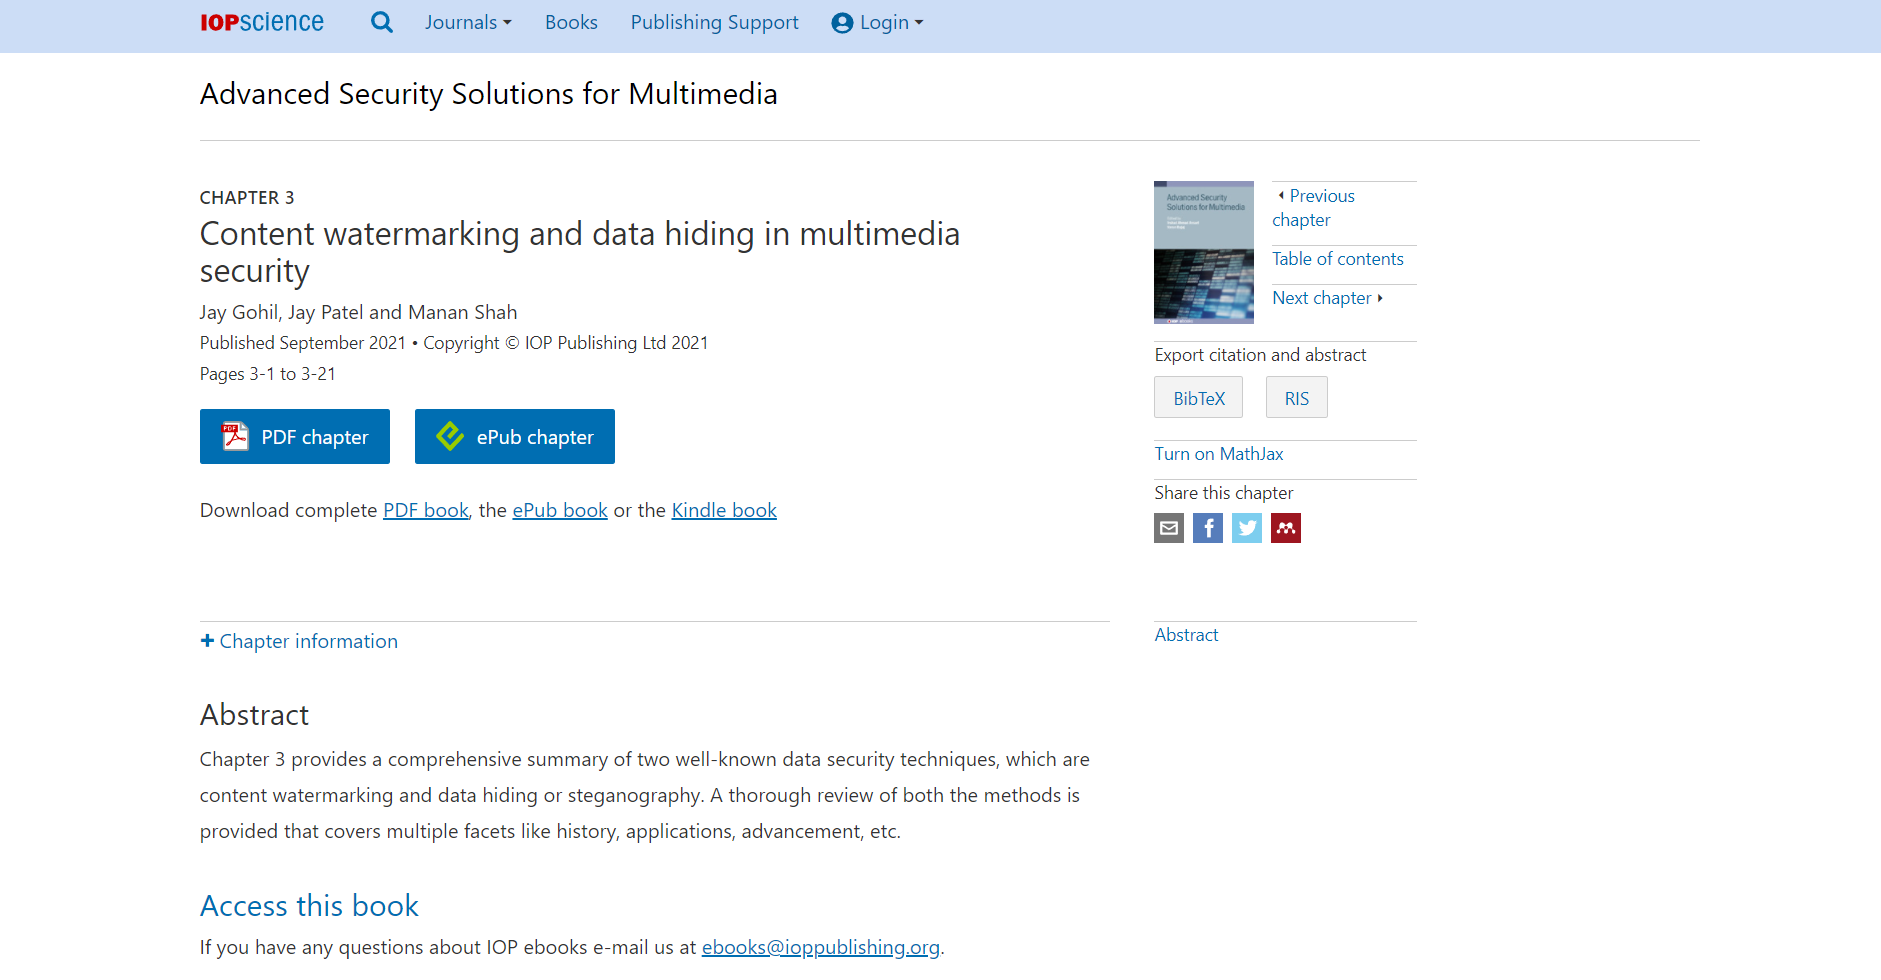 IOPscience Journals Books Publishing Support Login
Advanced Security Solutions for Multimedia
CHAPTER 3
Content watermarking and data hiding in multimedia
security
Jay Gohil, Jay Patel and Manan Shah
Published September 2021 • Copyright © IOP Publishing Ltd 2021
Pages 3-1 to 3-21
PDF chapter ePub chapter
Download complete PDF book, the ePub book or the Kindle book
Advanced Security
Solutions for Multimedia
Previous
chapter
Table of contents
Next chapter
Export citation and abstract
BibTeX RIS
Turn on MathJax
Share this chapter
+ Chapter information
Abstract
Abstract
Chapter 3 provides a comprehensive summary of two well-known data security techniques, which are
content watermarking and data hiding or steganography. A thorough review of both the methods is
provided that covers multiple facets like history, applications, advancement, etc.
Access this book
If you have any questions about IOP ebooks e-mail us at ebooks@ioppublishing.org.